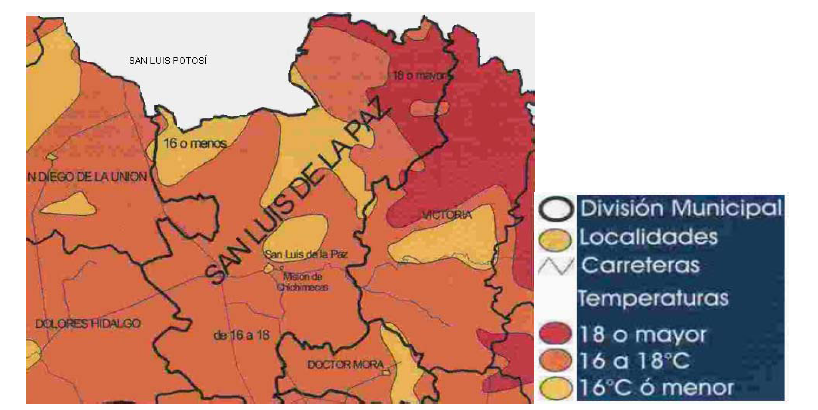 SAN LUIS POTOSÍ
18 o mayor
16 o menos
SAN LUIS DE LA PAZ
N DIEGO DE LA UNION
VICTORIA
San Luis de la Paz
Misión de
Chichimecas
DOLORES HIDALGO
de 16 a 18
DOCTOR MORA
División Municipal
Localidades
Carreteras
Temperaturas
18 o mayor
16 a 18°C
16°C ó menor